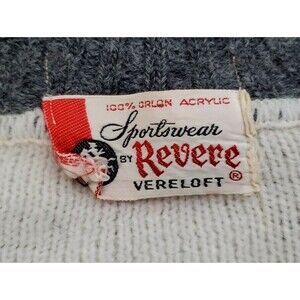 100% ORLON ACRYLIC
Sportswear
BY Revere
VERELOFT ®